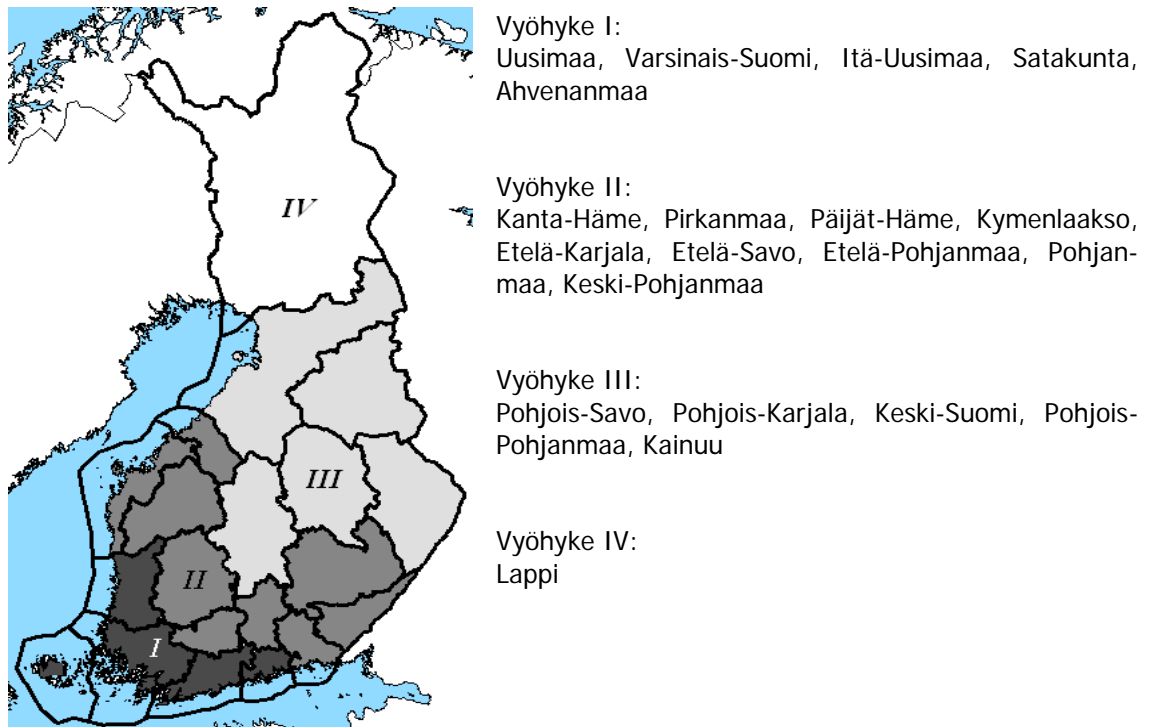 Vyöhyke I:
Uusimaa, Varsinais-Suomi, Itä-Uusimaa, Satakunta,
Ahvenanmaa
Vyöhyke II:
Kanta-Häme, Pirkanmaa, Päijät-Häme, Kymenlaakso,
Etelä-Karjala, Etelä-Savo, Etelä-Pohjanmaa, Pohjan-
maa, Keski-Pohjanmaa
Vyöhyke III:
Pohjois-Savo, Pohjois-Karjala, Keski-Suomi, Pohjois-
Pohjanmaa, Kainuu
Vyöhyke IV:
Lappi
IV
III
II
I